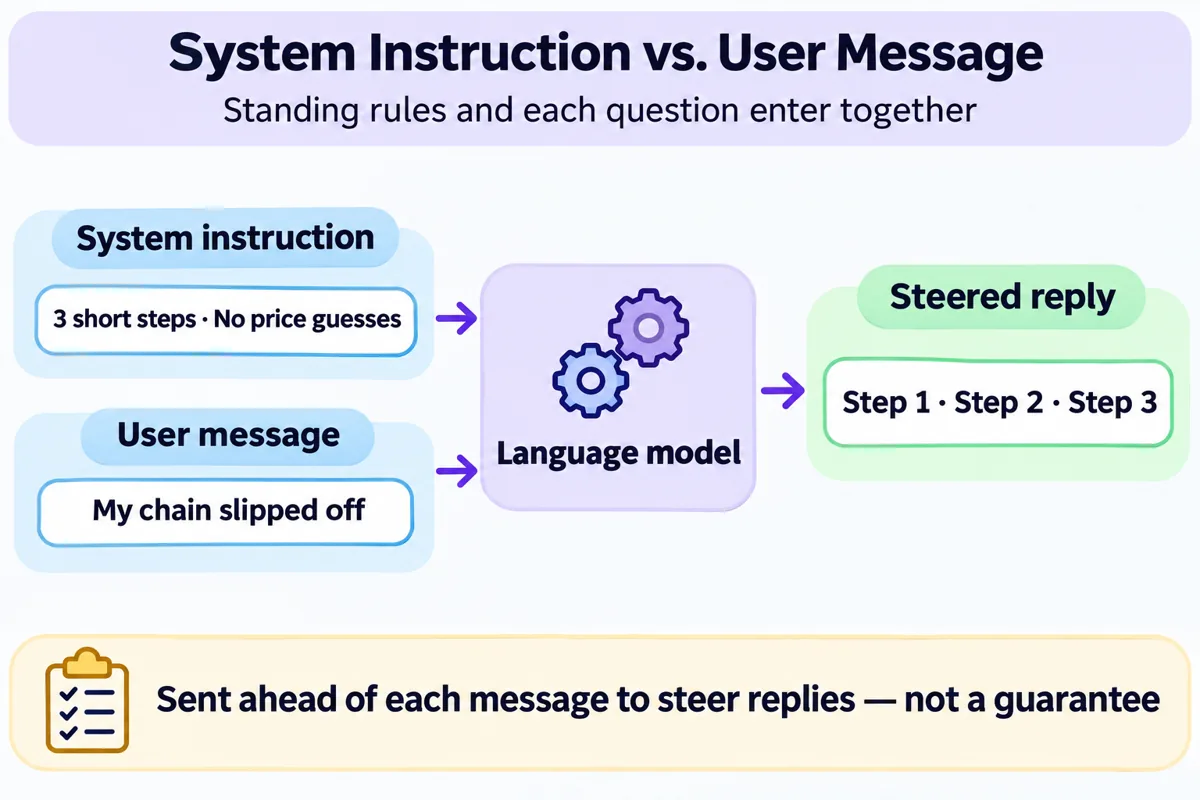 System Instruction vs. User Message
Standing rules and each question enter together
System instruction
3 short steps · No price guesses
User message
My chain slipped off
Language model
Steered reply
Step 1 · Step 2 · Step 3
Sent ahead of each message to steer replies — not a guarantee